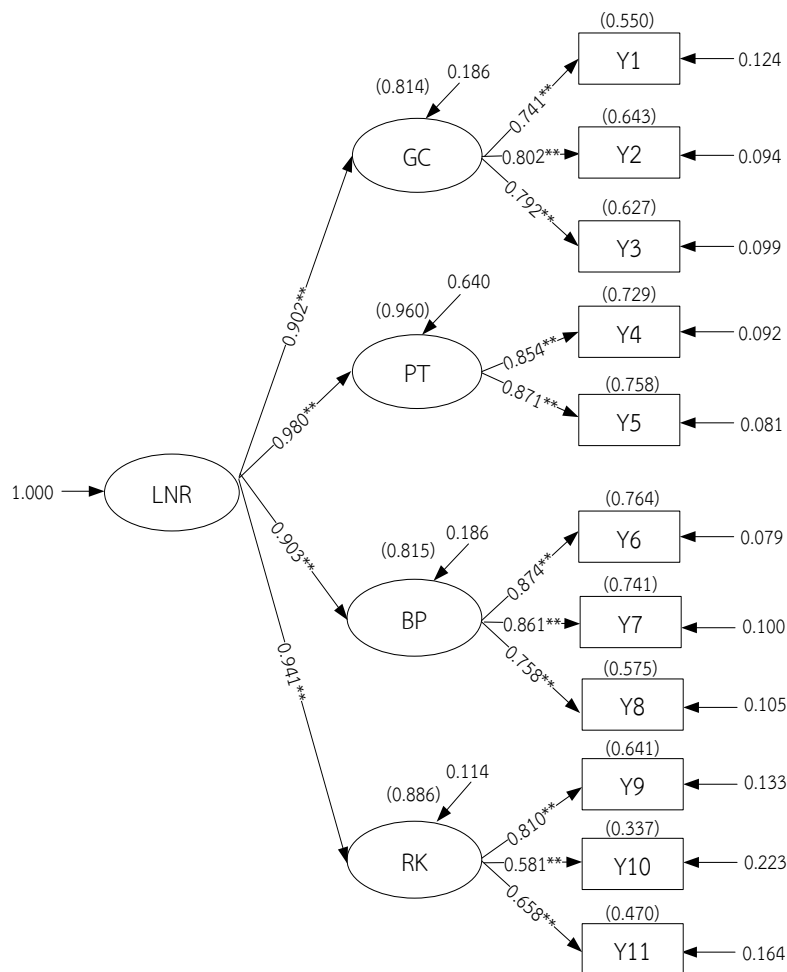 (0.550)
Y1
0.124
0.186
(0.814)
0.741**
GC
(0.643)
0.802**
Y2
0.094
0.792**
(0.627)
Y3
0.099
0.902**
0.640
(0.960)
PT
(0.729)
0.854**
Y4
0.092
0.980**
0.871**
(0.758)
Y5
0.081
1.000
LNR
0.903**
0.186
(0.815)
BP
(0.764)
0.874**
Y6
0.079
(0.741)
0.861**
Y7
0.100
0.758**
(0.575)
Y8
0.105
0.941**
0.114
(0.886)
RK
(0.641)
0.810**
Y9
0.133
(0.337)
0.581**
Y10
0.223
0.658**
(0.470)
Y11
0.164